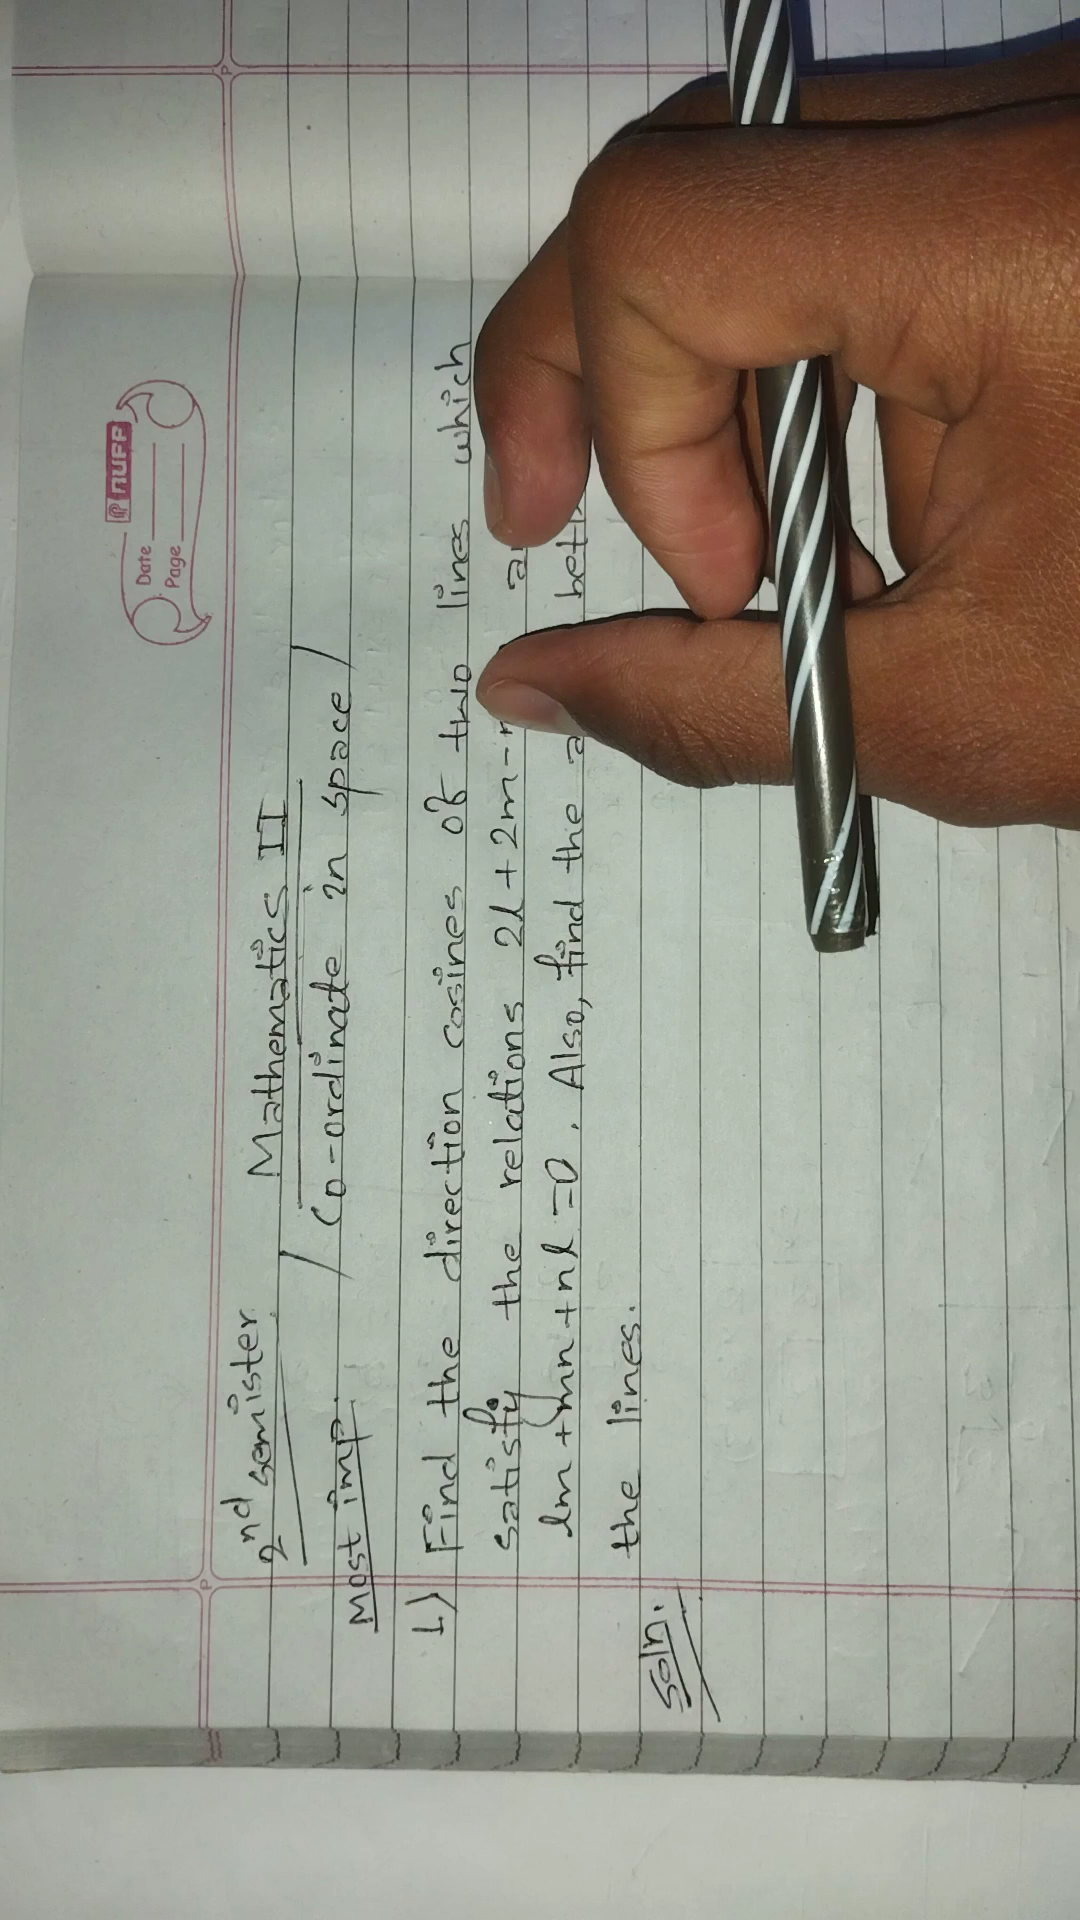 nuff
Date
Page
2nd semister
Mathematics II
Co-ordinate in space
Most imp.
1) Find the direction cosines of two lines which
satisfy the relations 2l + 2m -
lm + mn + nl = 0. Also, find the
the lines.
Soln.